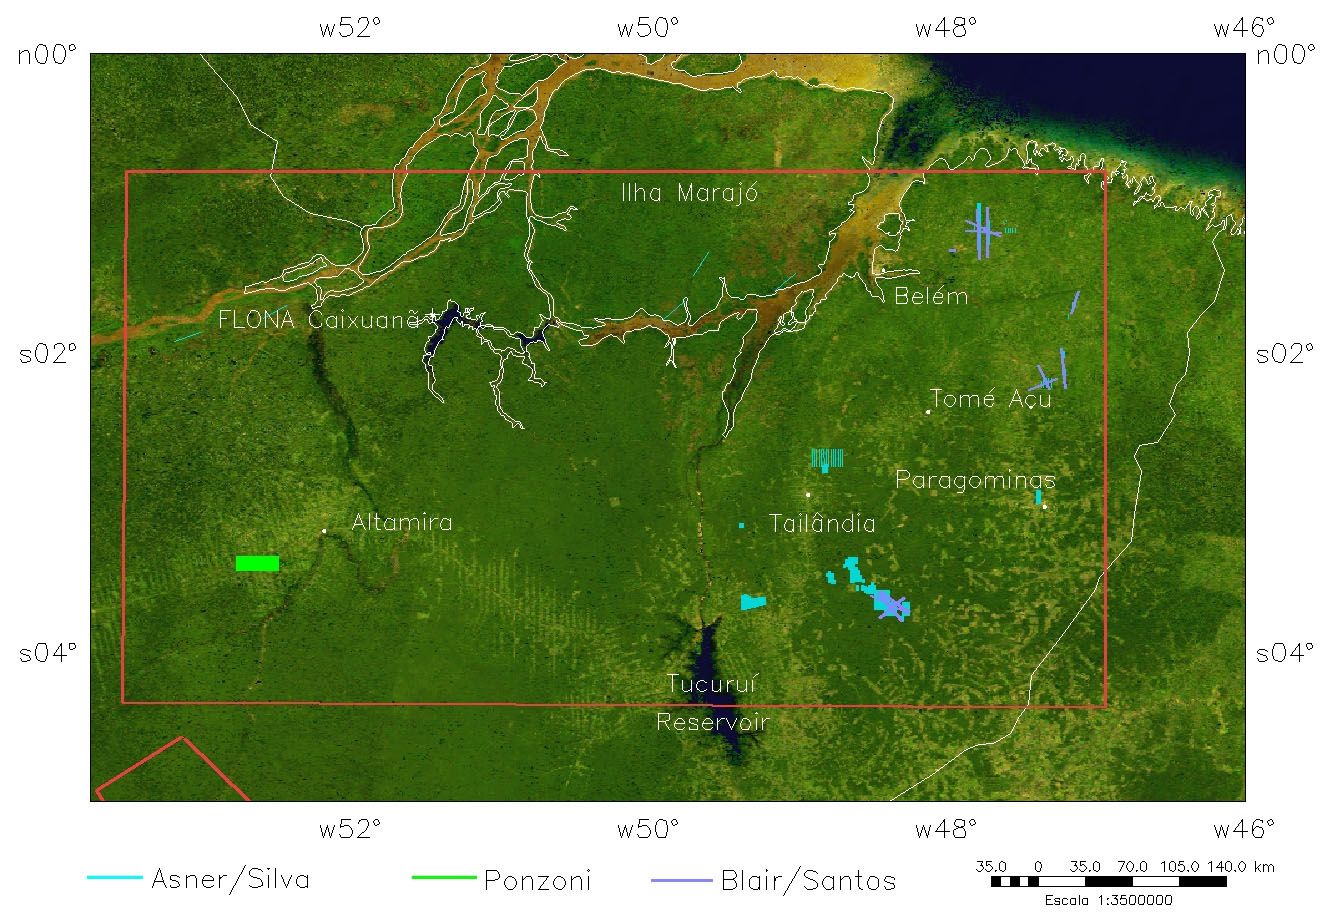 w52° w50° w48° w46°
n00° n00°
Ilha Marajó
Belém
FLONA Caixuanã
s02° s02°
Tomé Açu
Paragominas
Altamira
Tailândia
s04° s04°
Tucuruí
Reservoir
w52° w50° w48° w46°
35.0 0 35.0 70.0 105.0 140.0 km
Asner/Silva Ponzoni Blair/Santos
Escala 1:3500000